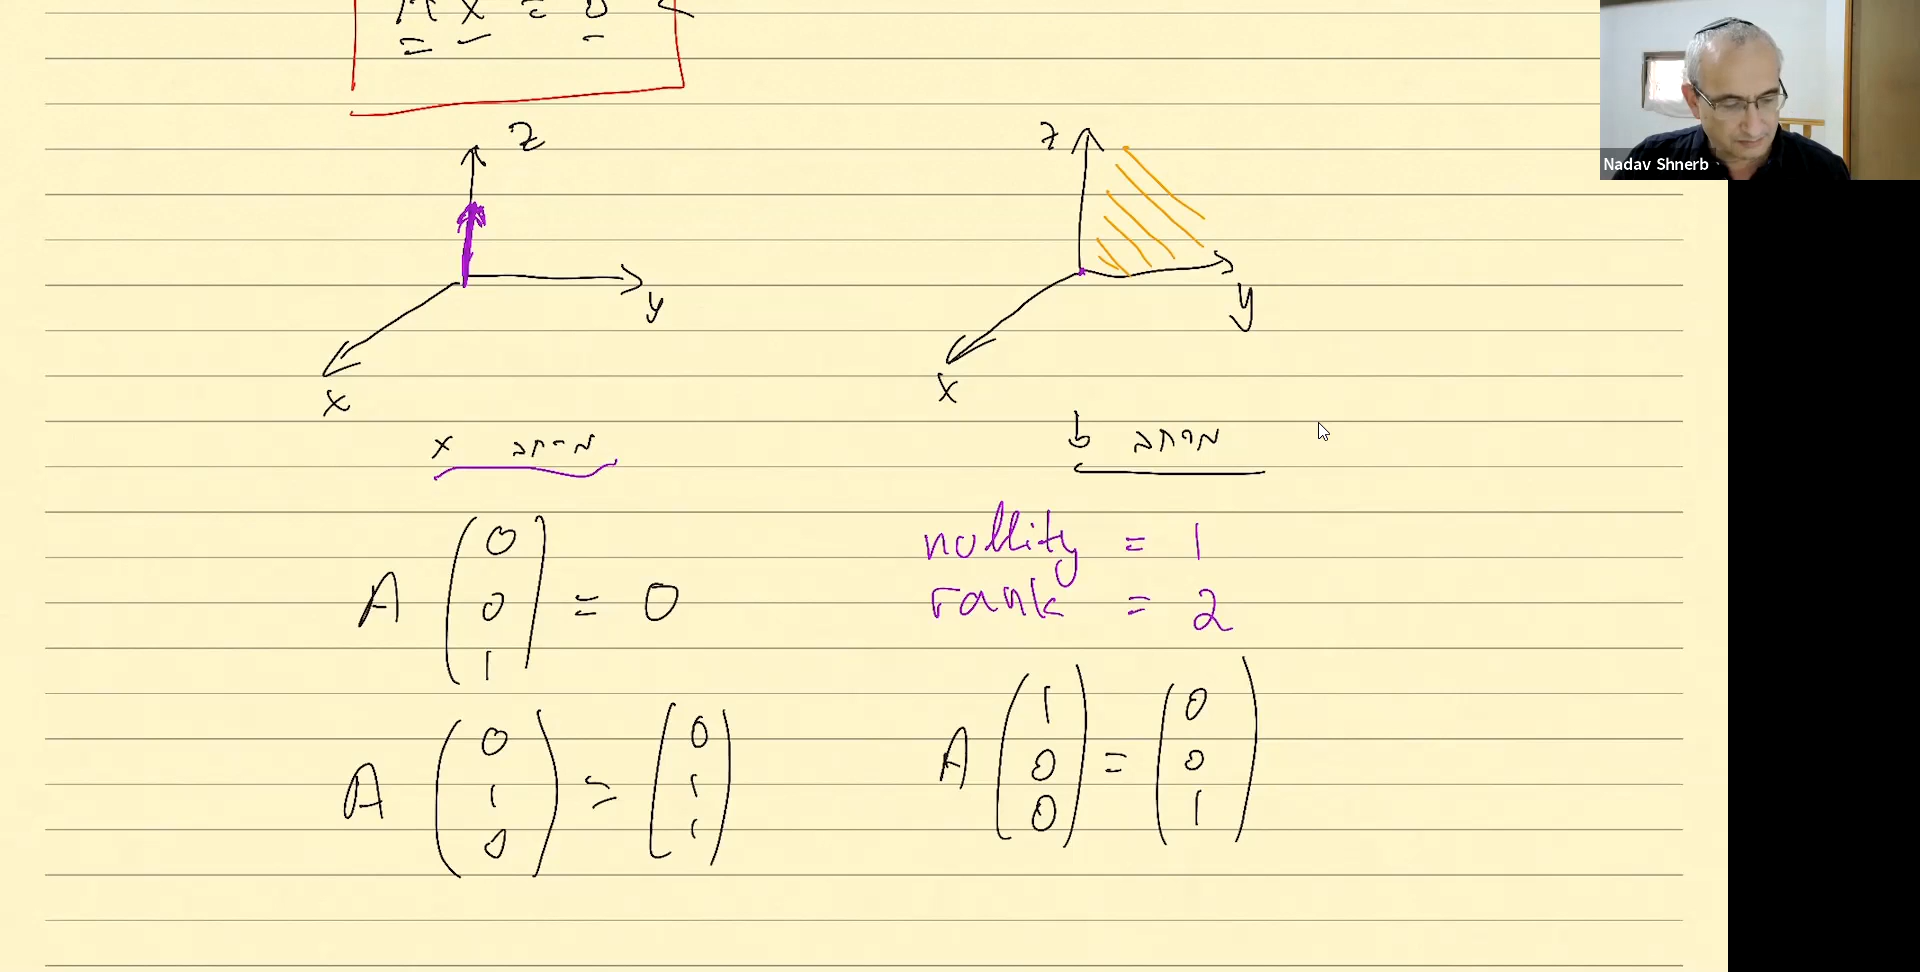 A x = 0
Nadav Shnerb
z
y
x
z
y
x
מרחב x
מרחב b
A (0 0 1) = 0
nullity = 1
rank = 2
A (0 1 0) = (0 1 1)
A (1 0 0) = (0 0 1)